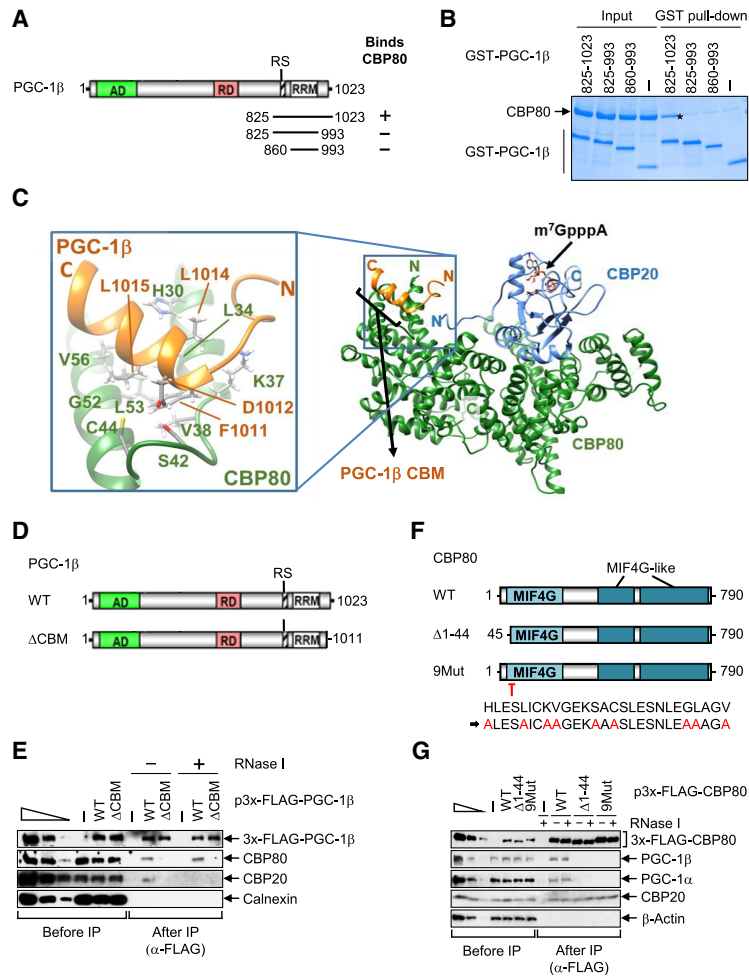 A
RS
Binds
CBP80
PGC-1β
1
AD
RD
RRM
1023
825
1023
+
825
993
−
860
993
−
B
Input
GST pull-down
GST-PGC-1β
825-1023
825-993
860-993
−
825-1023
825-993
860-993
−
CBP80
*
GST-PGC-1β
C
PGC-1β
C
L1015
L1014
H30
N
L34
V56
K37
G52
D1012
L53
F1011
C44
V38
S42
CBP80
C
N
N
m7GpppA
C
CBP20
N
C
CBP80
PGC-1β CBM
D
PGC-1β
RS
WT
1
AD
RD
RRM
1023
ΔCBM
1
AD
RD
RRM
1011
E
−
+
RNase I
−
WT
ΔCBM
−
WT
ΔCBM
−
WT
ΔCBM
p3x-FLAG-PGC-1β
3x-FLAG-PGC-1β
CBP80
CBP20
Calnexin
Before IP
After IP
(α-FLAG)
F
CBP80
MIF4G-like
WT
1
MIF4G
790
Δ1-44
45
MIF4G
790
9Mut
1
MIF4G
790
HLESLICKVGEKSACSLESNLEGLAGV
ALESAICAAGEKAAASLESNLEAAAGA
G
−
WT
Δ1-44
9Mut
−
WT
Δ1-44
9Mut
p3x-FLAG-CBP80
+
−
+
−
+
−
+
RNase I
3x-FLAG-CBP80
PGC-1β
PGC-1α
CBP20
β-Actin
Before IP
After IP
(α-FLAG)